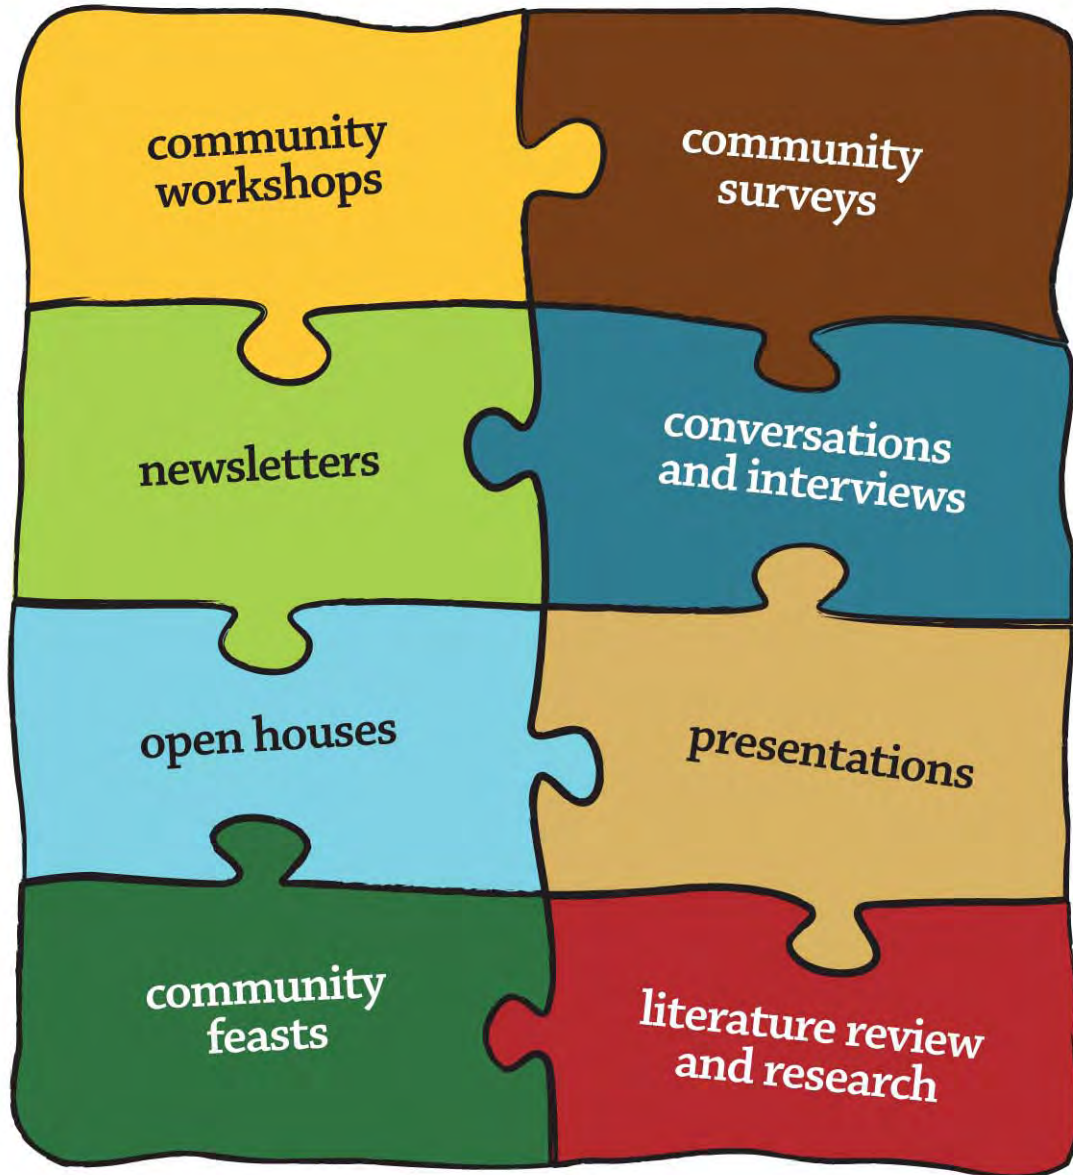 community
workshops
community
surveys
newsletters
conversations
and interviews
open houses
presentations
community
feasts
literature review
and research